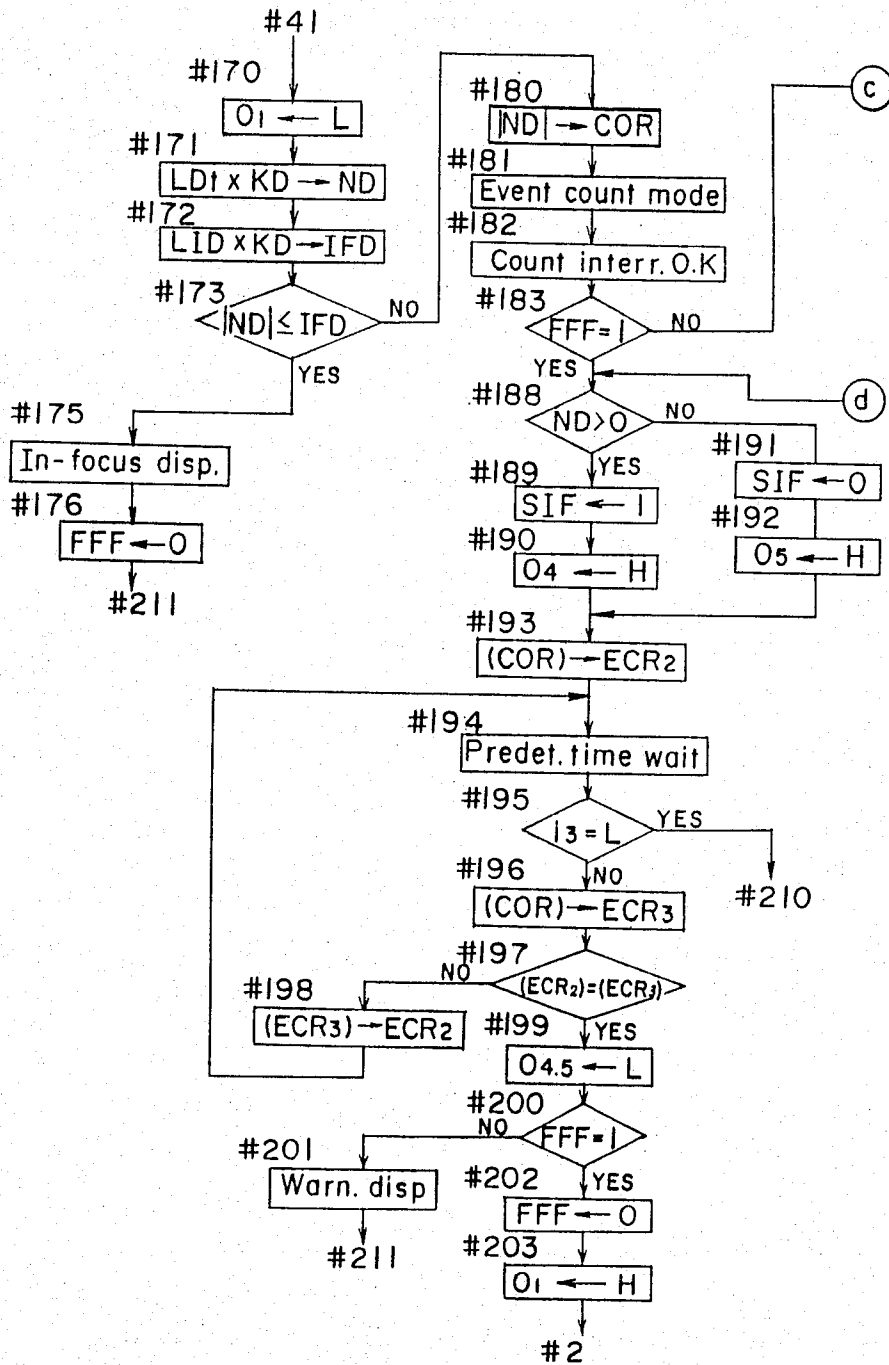 #41
#170
O1 ← L
#171
LDt x KD → ND
#172
LID x KD → IFD
#173
|ND| ≤ IFD
NO
YES
#175
In-focus disp.
#176
FFF ← O
#211
#180
|ND| → COR
#181
Event count mode
#182
Count interr. O.K
#183
FFF = 1
NO
YES
c
d
#188
ND > O
NO
YES
#189
SIF ← 1
#190
O4 ← H
#191
SIF ← O
#192
O5 ← H
#193
(COR) → ECR2
#194
Predet. time wait
#195
I3 = L
YES
NO
#210
#196
(COR) → ECR3
#197
(ECR2)=(ECR3)
NO
YES
#198
(ECR3) → ECR2
#199
O4.5 ← L
#200
FFF = 1
NO
YES
#201
Warn. disp
#211
#202
FFF ← O
#203
O1 ← H
#2